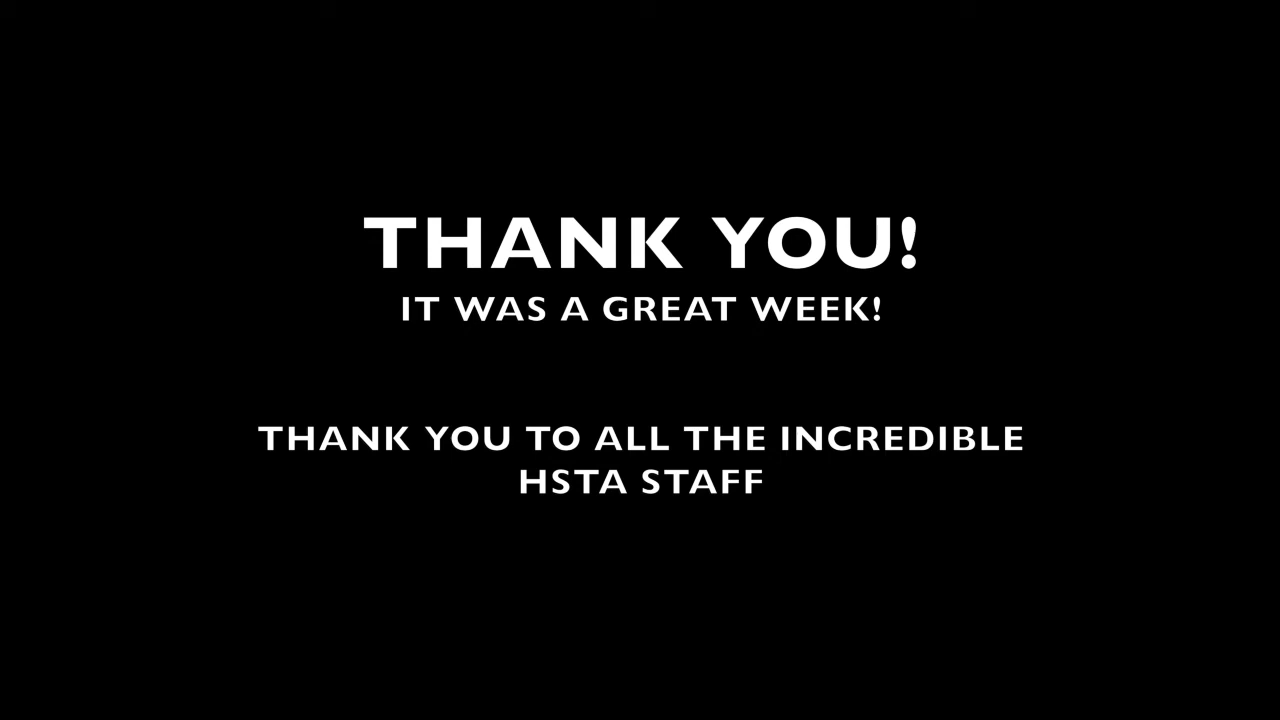 THANK YOU!
IT WAS A GREAT WEEK!
THANK YOU TO ALL THE INCREDIBLE
HSTA STAFF